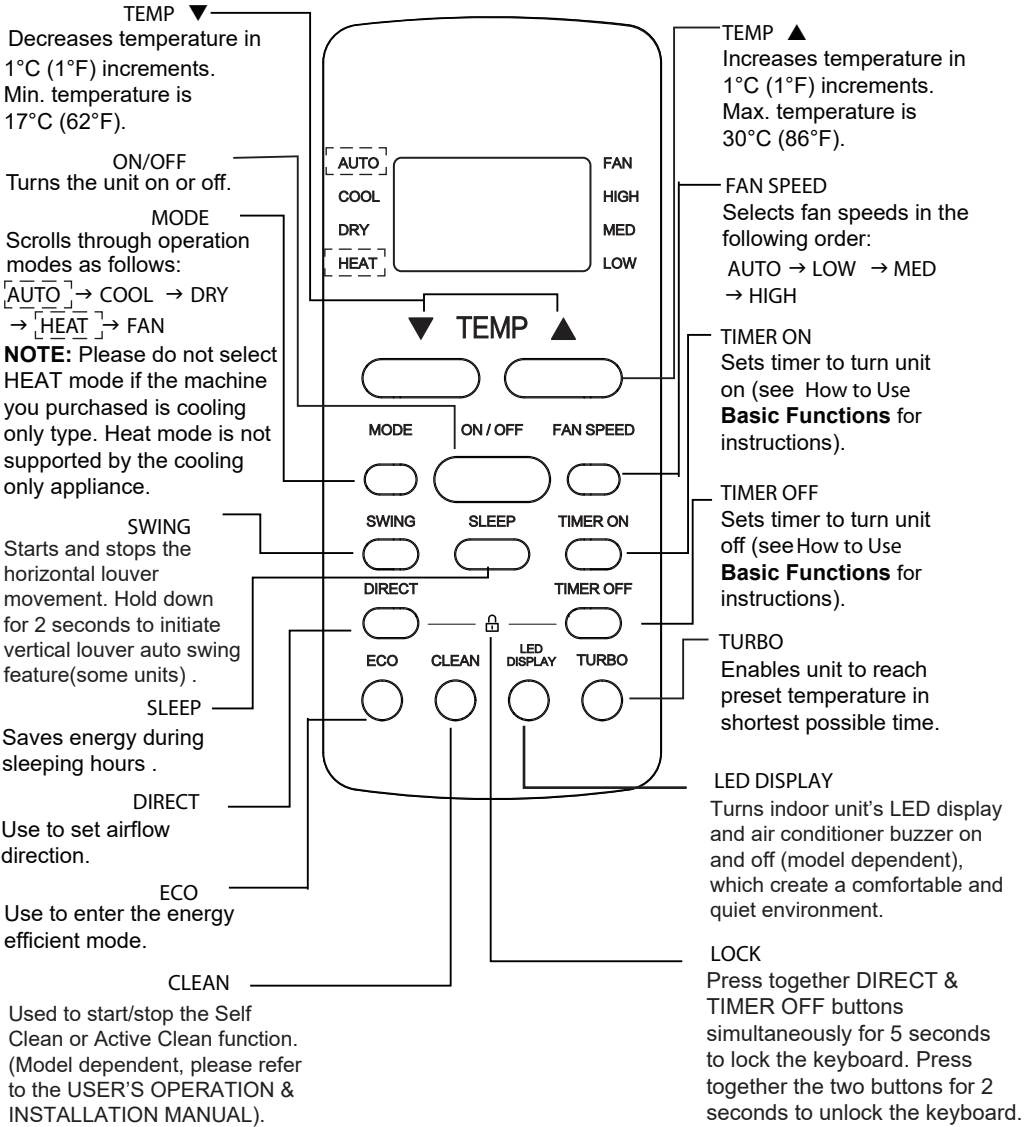 TEMP ▼
Decreases temperature in
1°C (1°F) increments.
Min. temperature is
17°C (62°F).
ON/OFF
Turns the unit on or off.
MODE
Scrolls through operation
modes as follows:
AUTO → COOL → DRY
→ HEAT → FAN
NOTE: Please do not select
HEAT mode if the machine
you purchased is cooling
only type. Heat mode is not
supported by the cooling
only appliance.
SWING
Starts and stops the
horizontal louver
movement. Hold down
for 2 seconds to initiate
vertical louver auto swing
feature(some units) .
SLEEP
Saves energy during
sleeping hours .
DIRECT
Use to set airflow
direction.
ECO
Use to enter the energy
efficient mode.
CLEAN
Used to start/stop the Self
Clean or Active Clean function.
(Model dependent, please refer
to the USER'S OPERATION &
INSTALLATION MANUAL).
AUTO
COOL
DRY
HEAT
FAN
HIGH
MED
LOW
▼ TEMP ▲
MODE ON / OFF FAN SPEED
SWING SLEEP TIMER ON
DIRECT TIMER OFF
ECO CLEAN LED DISPLAY TURBO
TEMP ▲
Increases temperature in
1°C (1°F) increments.
Max. temperature is
30°C (86°F).
FAN SPEED
Selects fan speeds in the
following order:
AUTO → LOW → MED
→ HIGH
TIMER ON
Sets timer to turn unit
on (see How to Use
Basic Functions for
instructions).
TIMER OFF
Sets timer to turn unit
off (see How to Use
Basic Functions for
instructions).
TURBO
Enables unit to reach
preset temperature in
shortest possible time.
LED DISPLAY
Turns indoor unit's LED display
and air conditioner buzzer on
and off (model dependent),
which create a comfortable and
quiet environment.
LOCK
Press together DIRECT &
TIMER OFF buttons
simultaneously for 5 seconds
to lock the keyboard. Press
together the two buttons for 2
seconds to unlock the keyboard.